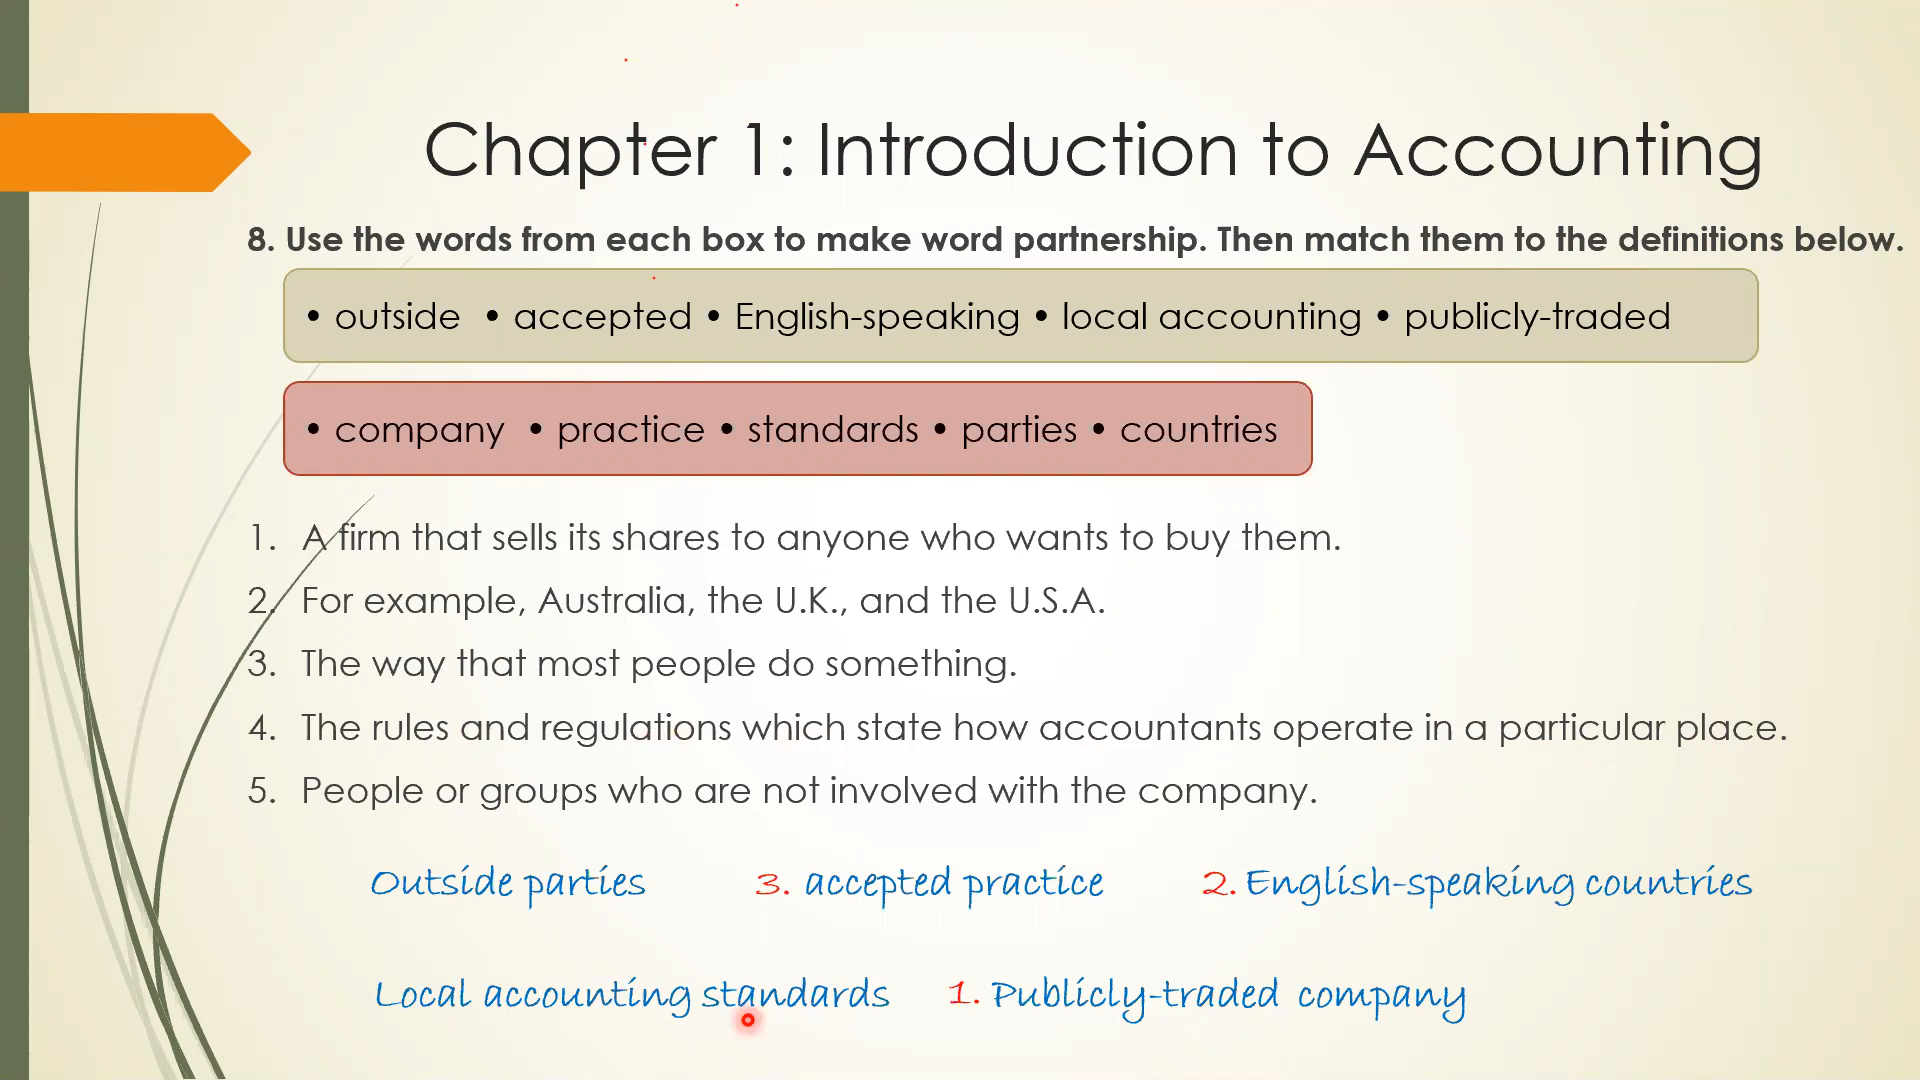 Chapter 1: Introduction to Accounting
8. Use the words from each box to make word partnership. Then match them to the definitions below.
• outside • accepted • English-speaking • local accounting • publicly-traded
• company • practice • standards • parties • countries
1. A firm that sells its shares to anyone who wants to buy them.
2. For example, Australia, the U.K., and the U.S.A.
3. The way that most people do something.
4. The rules and regulations which state how accountants operate in a particular place.
5. People or groups who are not involved with the company.
Outside parties 3. accepted practice 2. English-speaking countries
Local accounting standards 1. Publicly-traded company